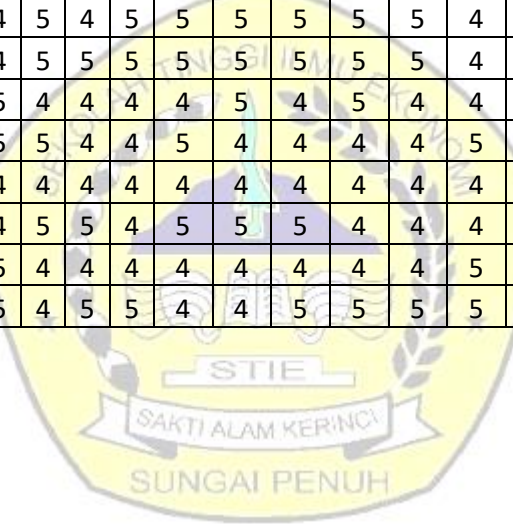 4 5 4 5 5 5 5 5 5 4
4 5 5 5 5 5 5 5 5 4
5 4 4 4 4 5 4 5 4 4
5 5 4 4 5 4 4 4 4 5
4 4 4 4 4 4 4 4 4 4
4 5 5 4 5 5 5 4 4 4
5 4 4 4 4 4 4 4 4 5
5 4 5 5 4 4 5 5 5 5
SEKOLAH TINGGI ILMU EKONOMI
STIE
SAKTI ALAM KERINCI
SUNGAI PENUH